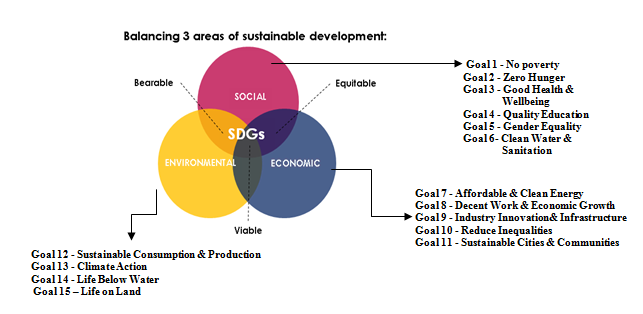 Balancing 3 areas of sustainable development:
Bearable
Equitable
SOCIAL
SDGs
ENVIRONMENTAL
ECONOMIC
Viable
Goal 1 - No poverty
Goal 2 - Zero Hunger
Goal 3 - Good Health &
Wellbeing
Goal 4 - Quality Education
Goal 5 - Gender Equality
Goal 6- Clean Water &
Sanitation
Goal 7 - Affordable & Clean Energy
Goal 8 - Decent Work & Economic Growth
Goal 9 - Industry Innovation& Infrastructure
Goal 10 - Reduce Inequalities
Goal 11 - Sustainable Cities & Communities
Goal 12 - Sustainable Consumption & Production
Goal 13 - Climate Action
Goal 14 - Life Below Water
Goal 15 – Life on Land